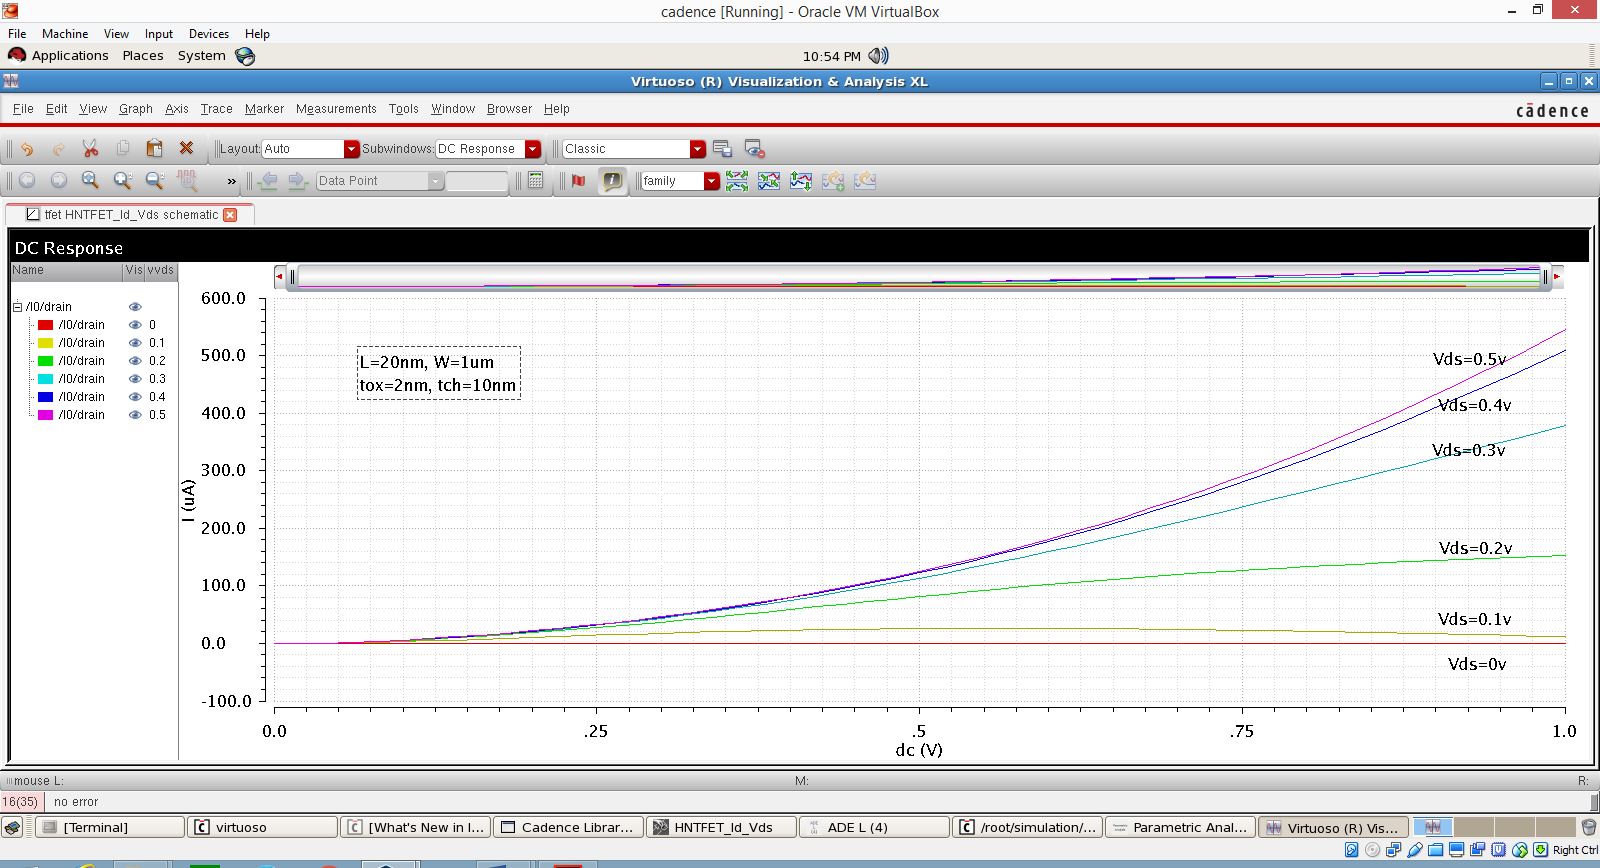 cadence [Running] - Oracle VM VirtualBox
File Machine View Input Devices Help
Applications Places System 10:54 PM
Virtuoso (R) Visualization & Analysis XL
File Edit View Graph Axis Trace Marker Measurements Tools Window Browser Help
cādence
Layout: Auto Subwindows: DC Response Classic
» Data Point family
tfet HNTFET_Id_Vds schematic
DC Response
Name Vis vvds
/I0/drain
/I0/drain 0
/I0/drain 0.1
/I0/drain 0.2
/I0/drain 0.3
/I0/drain 0.4
/I0/drain 0.5
600.0
500.0
400.0
300.0
200.0
100.0
0.0
-100.0
I (uA)
L=20nm, W=1um
tox=2nm, tch=10nm
Vds=0.5v
Vds=0.4v
Vds=0.3v
Vds=0.2v
Vds=0.1v
Vds=0v
0.0 .25 .5 .75 1.0
dc (V)
mouse L: M: R:
16(35) no error
[Terminal] virtuoso [What's New in I... Cadence Librar... HNTFET_Id_Vds ADE L (4) /root/simulation/... Parametric Anal... Virtuoso (R) Vis...
Right Ctrl